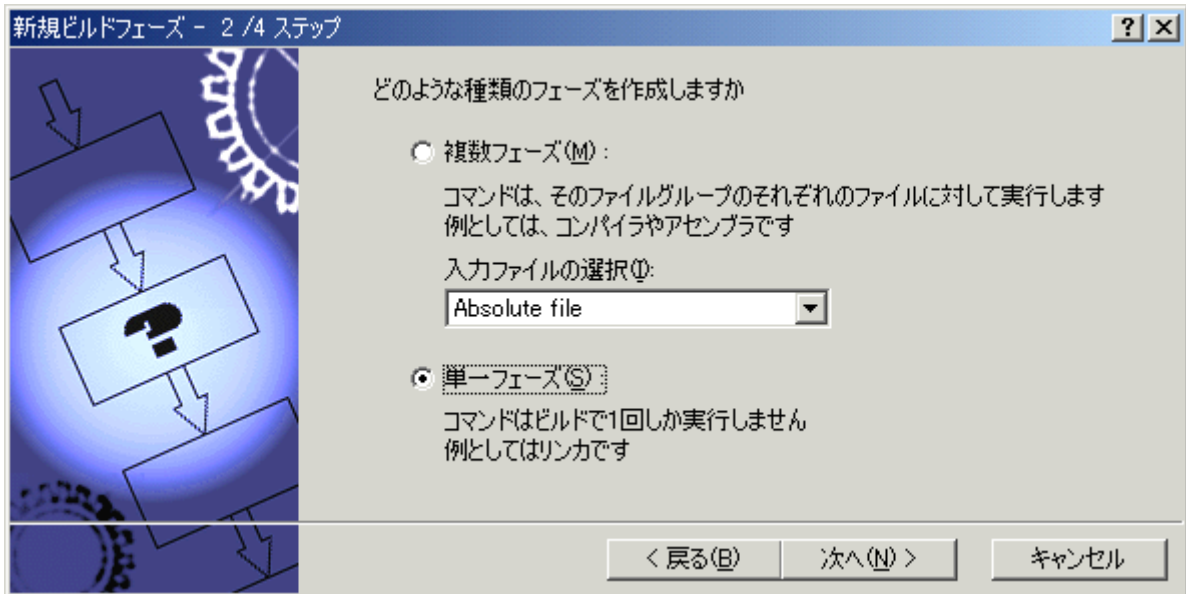 新規ビルドフェーズ - 2 /4 ステップ
どのような種類のフェーズを作成しますか
複数フェーズ(M) :
コマンドは、そのファイルグループのそれぞれのファイルに対して実行します
例としては、コンパイラやアセンブラです
入力ファイルの選択(I):
Absolute file
単一フェーズ(S) :
コマンドはビルドで1回しか実行しません
例としてはリンカです
< 戻る(B)
次へ(N) >
キャンセル